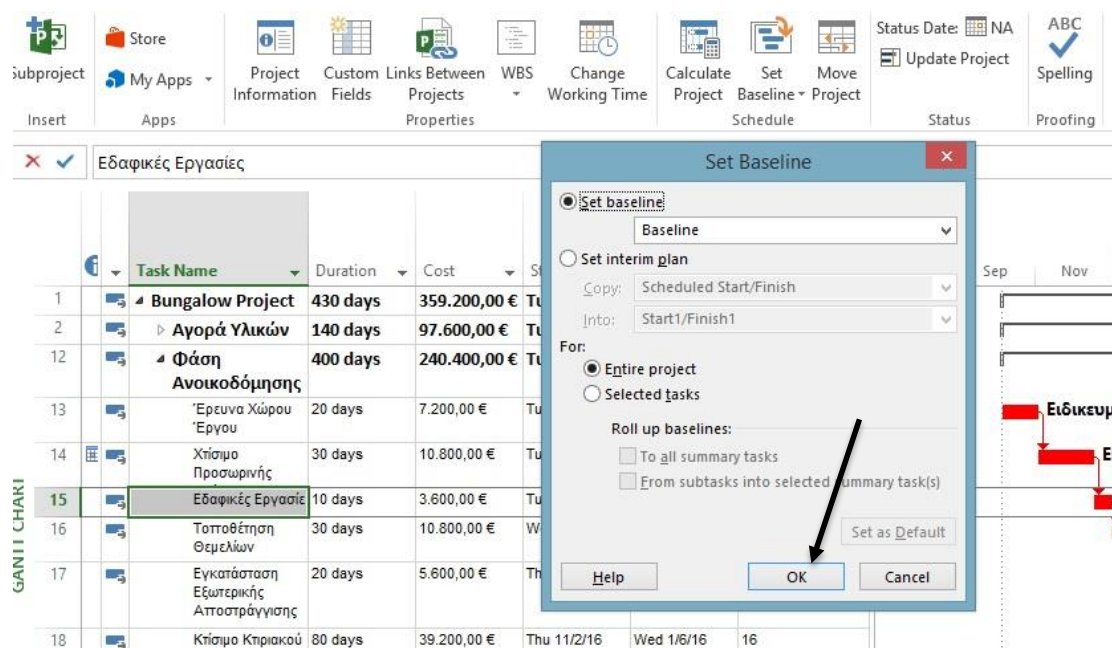 Subproject
Store
My Apps
Project Information
Custom Fields
Links Between Projects
WBS
Change Working Time
Calculate Project
Set Baseline
Move Project
Status Date: NA
Update Project
ABC
Spelling
Insert
Apps
Properties
Schedule
Status
Proofing
Εδαφικές Εργασίες
Task Name Duration Cost Sep Nov
1 Bungalow Project 430 days 359.200,00 € Tu
2 Αγορά Υλικών 140 days 97.600,00 € Tu
12 Φάση Ανοικοδόμησης 400 days 240.400,00 € Tu
13 Έρευνα Χώρου Έργου 20 days 7.200,00 € Tu
14 Χτίσιμο Προσωρινής 30 days 10.800,00 € Tu
15 Εδαφικές Εργασίε 10 days 3.600,00 € Tu
16 Τοποθέτηση Θεμελίων 30 days 10.800,00 € W
17 Εγκατάσταση Εξωτερικής Αποστράγγισης 20 days 5.600,00 € Th
18 Κτίσιμο Κτιριακού 80 days 39.200,00 € Thu 11/2/16 Wed 1/6/16 16
GANTT CHART
Set Baseline
Set baseline
Baseline
Set interim plan
Copy: Scheduled Start/Finish
Into: Start1/Finish1
For:
Entire project
Selected tasks
Roll up baselines:
To all summary tasks
From subtasks into selected summary task(s)
Set as Default
Help OK Cancel